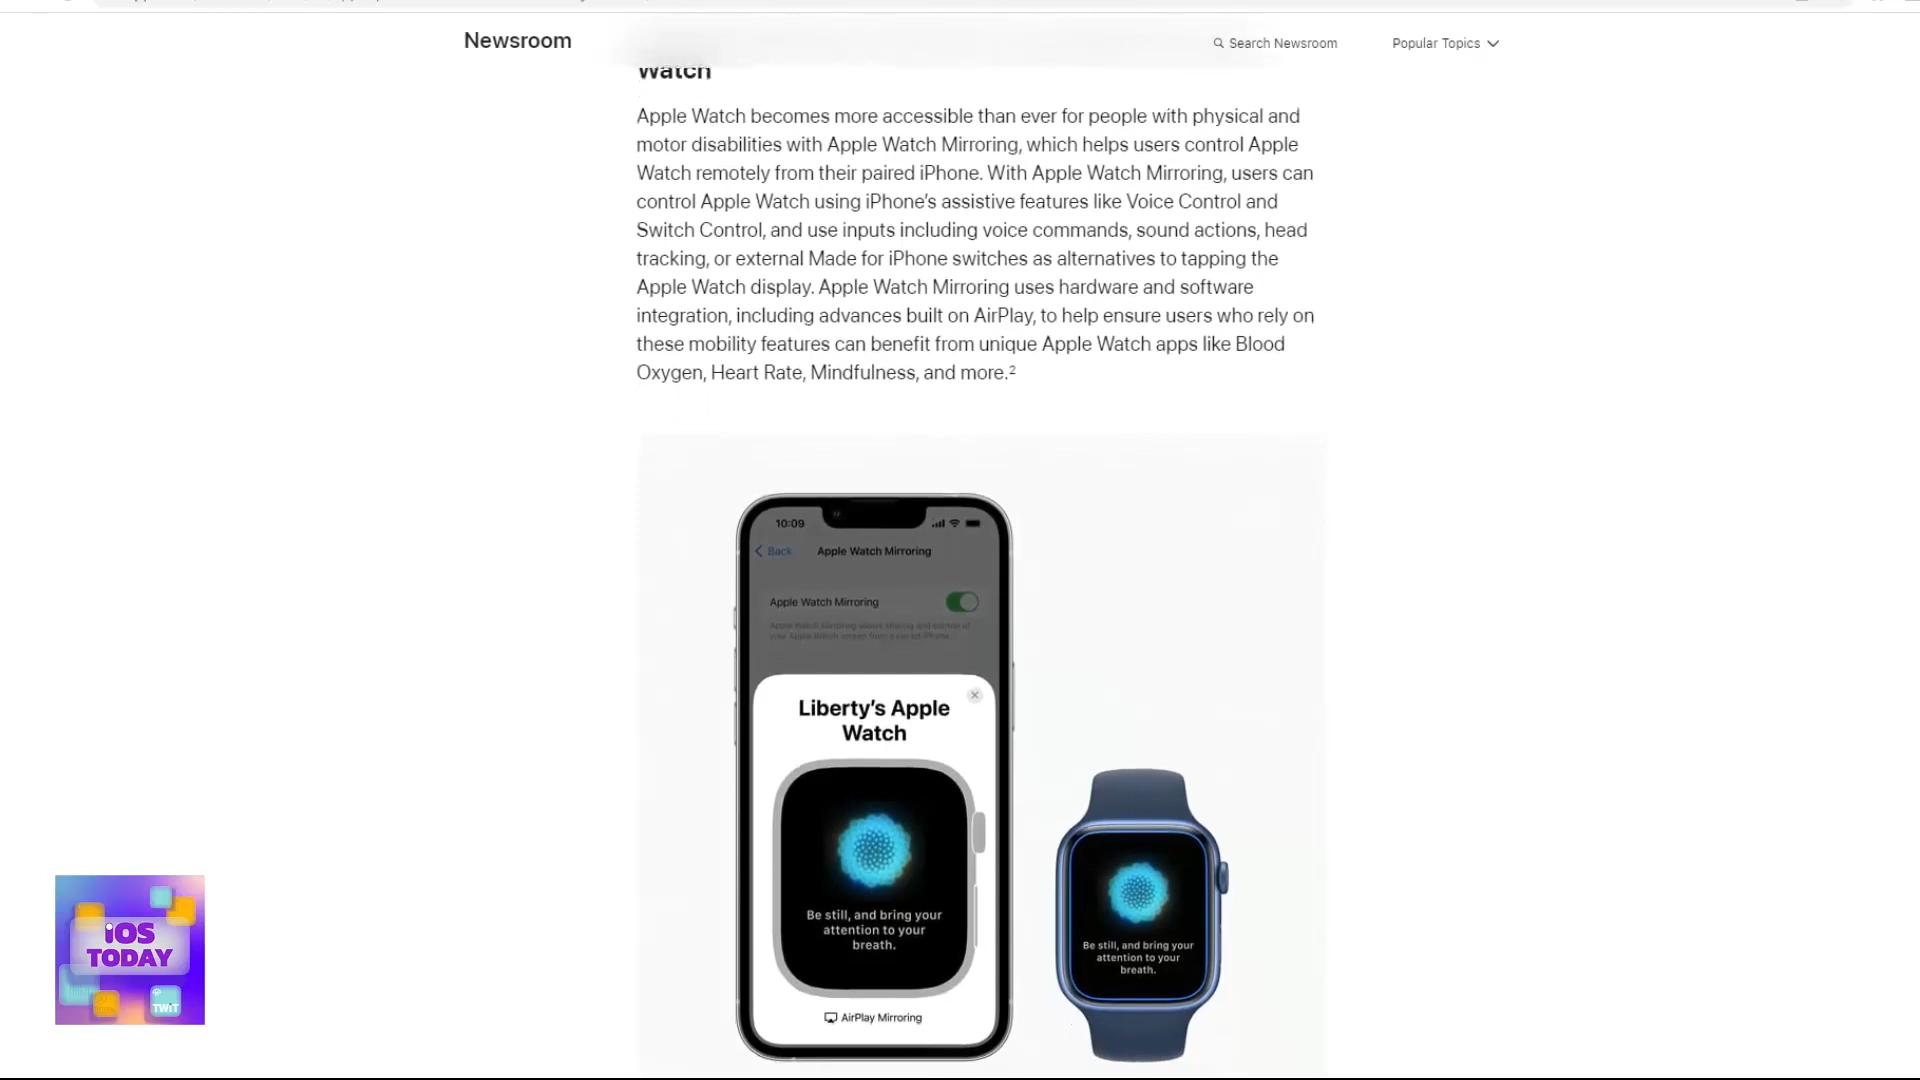 Newsroom
Search Newsroom
Popular Topics
Watch
Apple Watch becomes more accessible than ever for people with physical and
motor disabilities with Apple Watch Mirroring, which helps users control Apple
Watch remotely from their paired iPhone. With Apple Watch Mirroring, users can
control Apple Watch using iPhone's assistive features like Voice Control and
Switch Control, and use inputs including voice commands, sound actions, head
tracking, or external Made for iPhone switches as alternatives to tapping the
Apple Watch display. Apple Watch Mirroring uses hardware and software
integration, including advances built on AirPlay, to help ensure users who rely on
these mobility features can benefit from unique Apple Watch apps like Blood
Oxygen, Heart Rate, Mindfulness, and more.²
10:09
Back
Apple Watch Mirroring
Apple Watch Mirroring
Liberty's Apple
Watch
Be still, and bring your
attention to your
breath.
AirPlay Mirroring
Be still, and bring your
attention to your
breath.
iOS
TODAY
TWiT